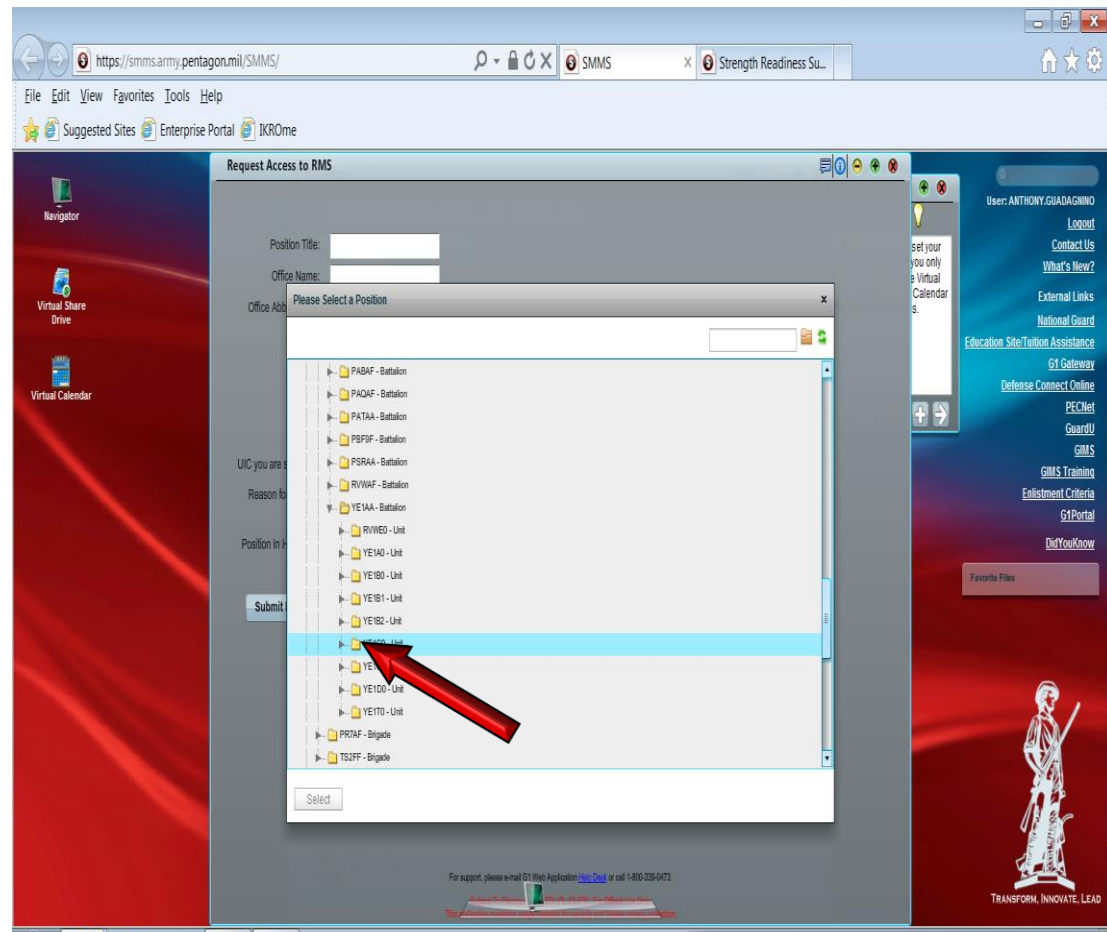 https://smms.army.pentagon.mil/SMMS/
SMMS
Strength Readiness Su...
File Edit View Favorites Tools Help
Suggested Sites Enterprise Portal IKROme
Request Access to RMS
Navigator
Virtual Share
Drive
Virtual Calendar
Position Title:
Office Name:
Office Abb
UIC you are s
Reason fo
Position In H
Submit
Please Select a Position
PABAF - Battalion
PAQAF - Battalion
PATAA - Battalion
PBF9F - Battalion
PSRAA - Battalion
RVWAF - Battalion
YE1AA - Battalion
RVWE0 - Unit
YE1A0 - Unit
YE1B0 - Unit
YE1B1 - Unit
YE1B2 - Unit
Unit
YE1D0 - Unit
YE1T0 - Unit
PR7AF - Brigade
TS2FF - Brigade
Select
For support, please e-mail G1 Web Application Help Desk or call 1-800-339-0473.
set your
you only
Virtual
Calendar
s.
User: ANTHONY.GUADAGNINO
Logout
Contact Us
What's New?
External Links
National Guard
Education Site/Tuition Assistance
G1 Gateway
Defense Connect Online
PECNet
GuardU
GIMS
GIMS Training
Enlistment Criteria
G1Portal
DidYouKnow
Favorite Files
TRANSFORM, INNOVATE, LEAD